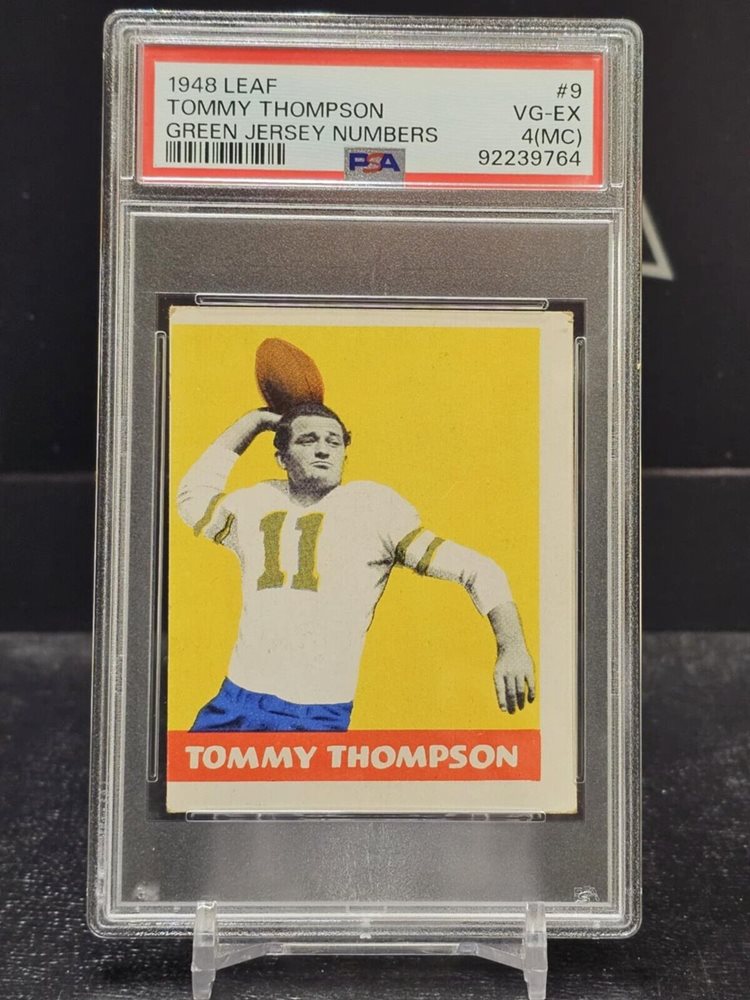 1948 LEAF #9
TOMMY THOMPSON VG-EX
GREEN JERSEY NUMBERS 4(MC)
PSA 92239764
11
TOMMY THOMPSON